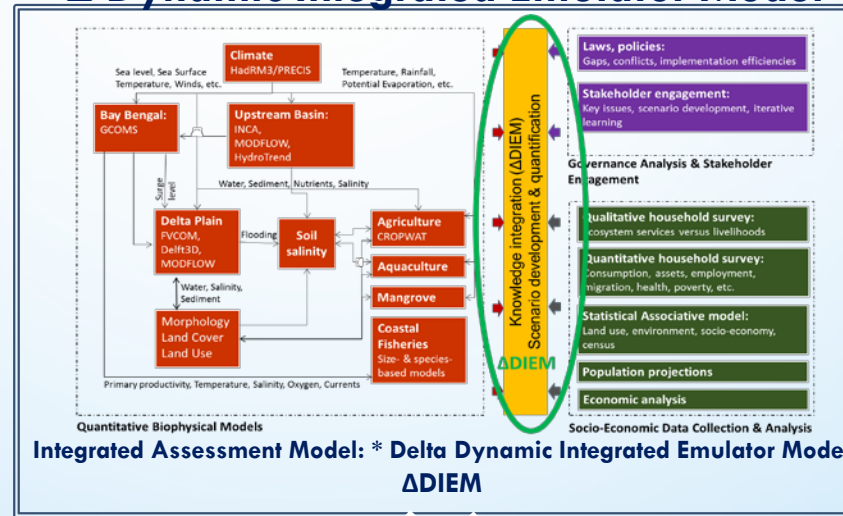 Δ Dynamic Integrated Emulator Model
Climate
HadRM3/PRECIS
Sea level, Sea Surface
Temperature, Winds, etc.
Temperature, Rainfall,
Potential Evaporation, etc.
Bay Bengal:
GCOMS
Upstream Basin:
INCA,
MODFLOW,
HydroTrend
Water, Sediment, Nutrients, Salinity
Surge
level
Delta Plain
FVCOM,
Delft3D,
MODFLOW
Flooding
Soil
salinity
Agriculture
CROPWAT
Aquaculture
Mangrove
Water, Salinity,
Sediment
Morphology
Land Cover
Land Use
Coastal
Fisheries
Size- & species-
based models
Primary productivity, Temperature, Salinity, Oxygen, Currents
Quantitative Biophysical Models
Knowledge integration (ΔDIEM)
Scenario development & quantification
ΔDIEM
Laws, policies:
Gaps, conflicts, implementation efficiencies
Stakeholder engagement:
Key issues, scenario development, iterative
learning
Governance Analysis & Stakeholder
Engagement
Qualitative household survey:
Ecosystem services versus livelihoods
Quantitative household survey:
Consumption, assets, employment,
migration, health, poverty, etc.
Statistical Associative model:
Land use, environment, socio-economy,
census
Population projections
Economic analysis
Socio-Economic Data Collection & Analysis
Integrated Assessment Model: * Delta Dynamic Integrated Emulator Mode
ΔDIEM